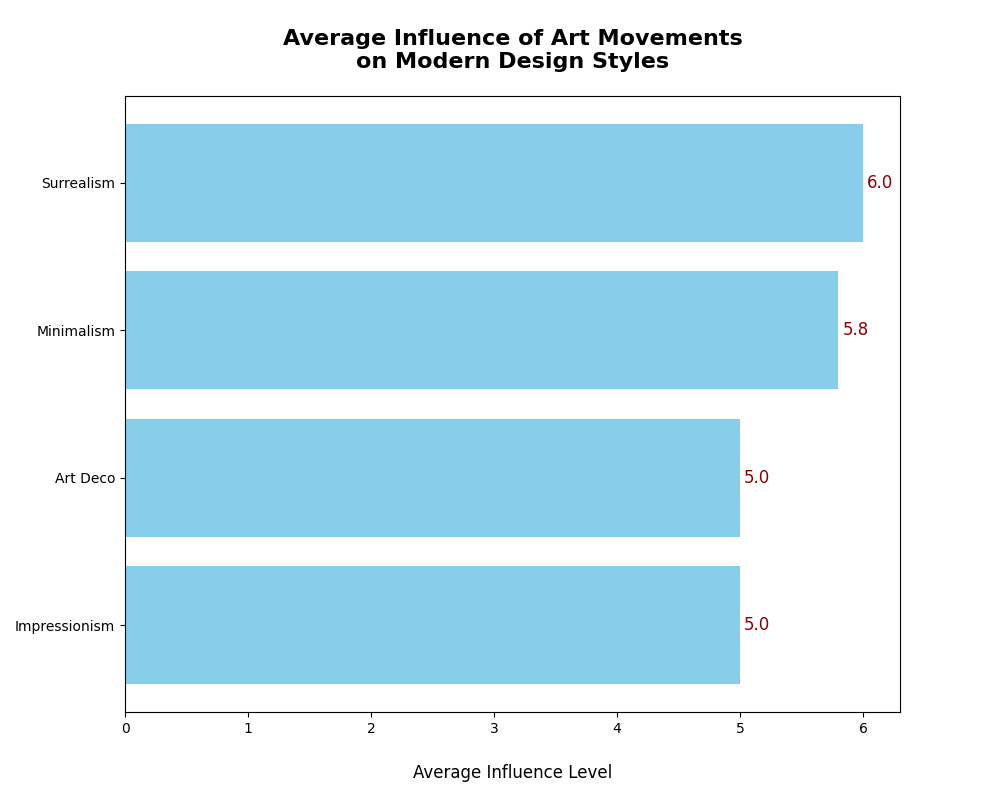 Average Influence of Art Movements
on Modern Design Styles
Surrealism
6.0
Minimalism
5.8
Art Deco
5.0
Impressionism
5.0
0 1 2 3 4 5 6
Average Influence Level